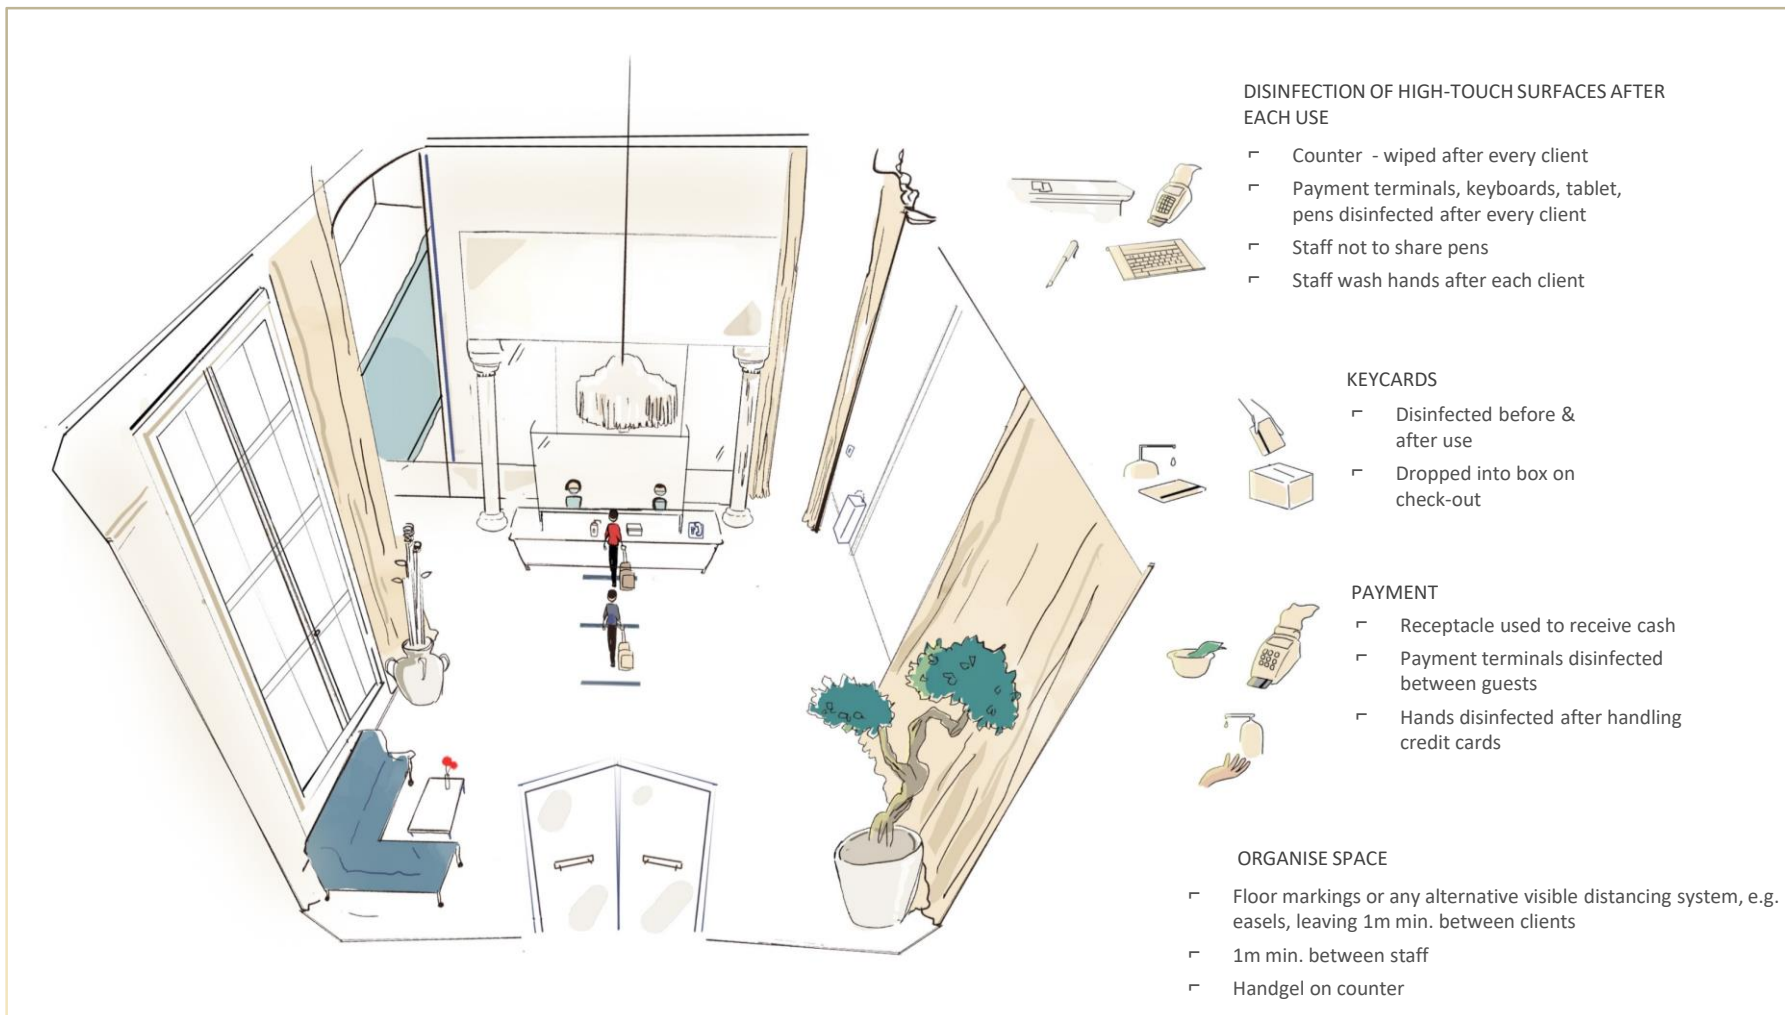 DISINFECTION OF HIGH-TOUCH SURFACES AFTER
EACH USE
Counter - wiped after every client
Payment terminals, keyboards, tablet,
pens disinfected after every client
Staff not to share pens
Staff wash hands after each client
KEYCARDS
Disinfected before &
after use
Dropped into box on
check-out
PAYMENT
Receptacle used to receive cash
Payment terminals disinfected
between guests
Hands disinfected after handling
credit cards
ORGANISE SPACE
Floor markings or any alternative visible distancing system, e.g.
easels, leaving 1m min. between clients
1m min. between staff
Handgel on counter